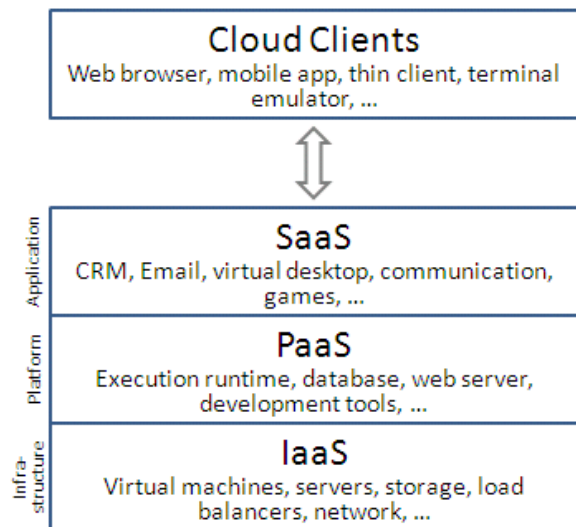 Cloud Clients
Web browser, mobile app, thin client, terminal
emulator, ...
Application
SaaS
CRM, Email, virtual desktop, communication,
games, ...
Platform
PaaS
Execution runtime, database, web server,
development tools, ...
Infra-
structure
IaaS
Virtual machines, servers, storage, load
balancers, network, ...